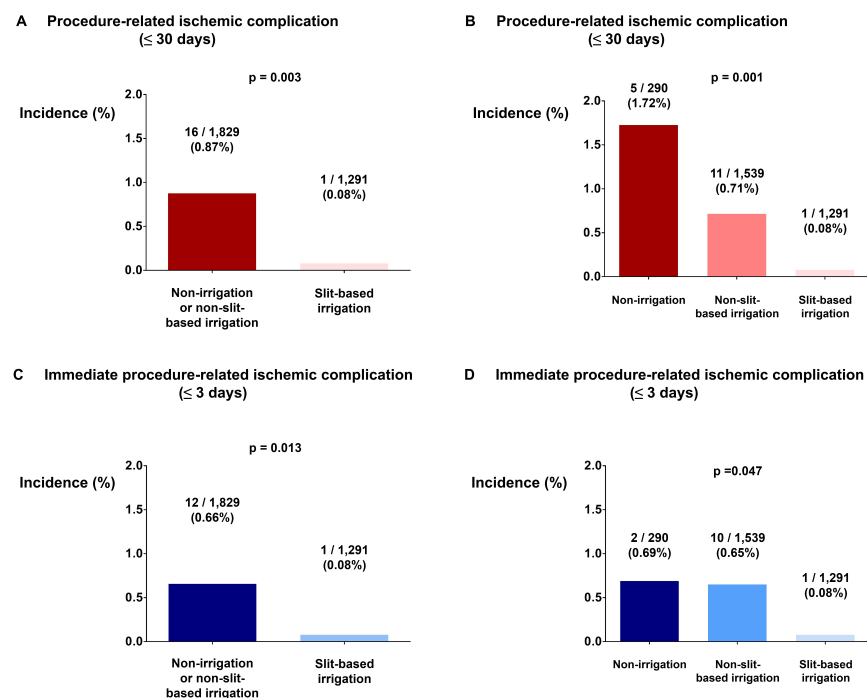 A Procedure-related ischemic complication
(≤ 30 days)
p = 0.003
Incidence (%)
2.0
1.5
1.0
0.5
0.0
16 / 1,829
(0.87%)
1 / 1,291
(0.08%)
Non-irrigation
or non-slit-
based irrigation
Slit-based
irrigation
B Procedure-related ischemic complication
(≤ 30 days)
p = 0.001
Incidence (%)
2.0
1.5
1.0
0.5
0.0
5 / 290
(1.72%)
11 / 1,539
(0.71%)
1 / 1,291
(0.08%)
Non-irrigation
Non-slit-
based irrigation
Slit-based
irrigation
C Immediate procedure-related ischemic complication
(≤ 3 days)
p = 0.013
Incidence (%)
2.0
1.5
1.0
0.5
0.0
12 / 1,829
(0.66%)
1 / 1,291
(0.08%)
Non-irrigation
or non-slit-
based irrigation
Slit-based
irrigation
D Immediate procedure-related ischemic complication
(≤ 3 days)
p =0.047
Incidence (%)
2.0
1.5
1.0
0.5
0.0
2 / 290
(0.69%)
10 / 1,539
(0.65%)
1 / 1,291
(0.08%)
Non-irrigation
Non-slit-
based irrigation
Slit-based
irrigation